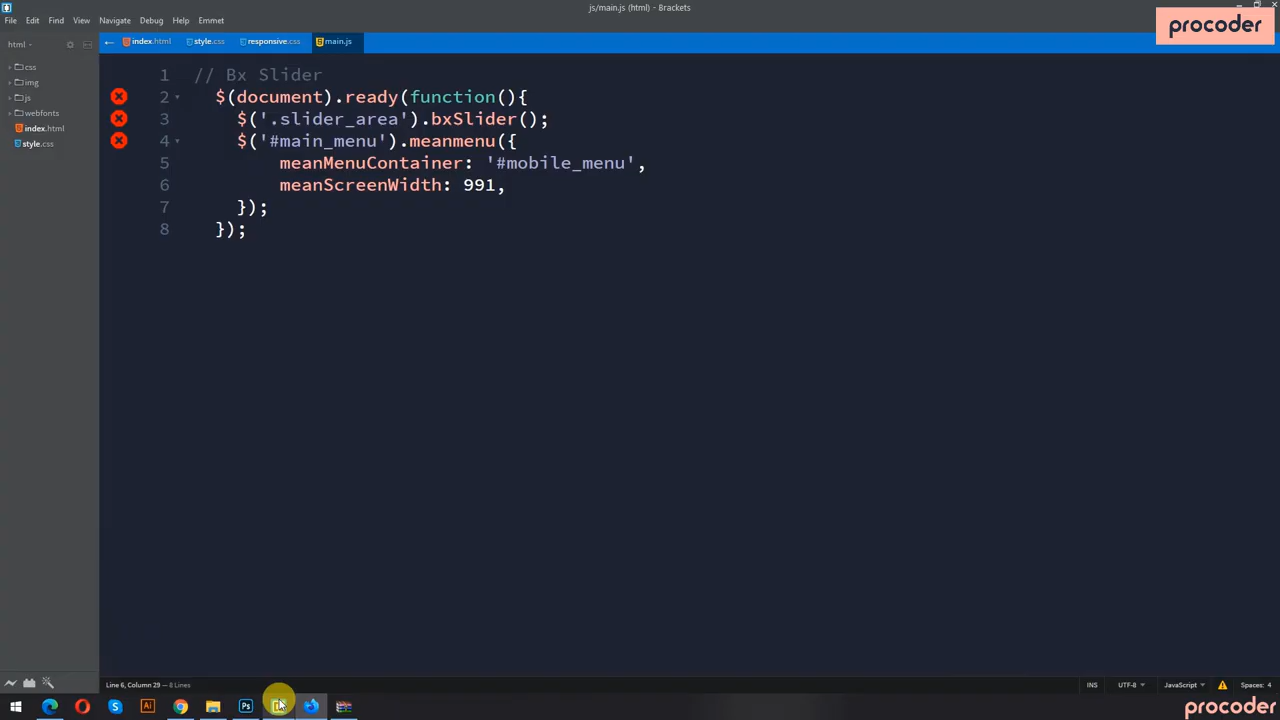 js/main.js (html) - Brackets
procoder
File Edit Find View Navigate Debug Help Emmet
html
index.html style.css responsive.css main.js
css
img
js
webfonts
index.html
style.css
1 // Bx Slider
2 $(document).ready(function(){
3 $('.slider_area').bxSlider();
4 $('#main_menu').meanmenu({
5 meanMenuContainer: '#mobile_menu',
6 meanScreenWidth: 991,
7 });
8 });
Line 6, Column 29 — 8 Lines
INS UTF-8 JavaScript Spaces: 4
S Ai Ps
procoder